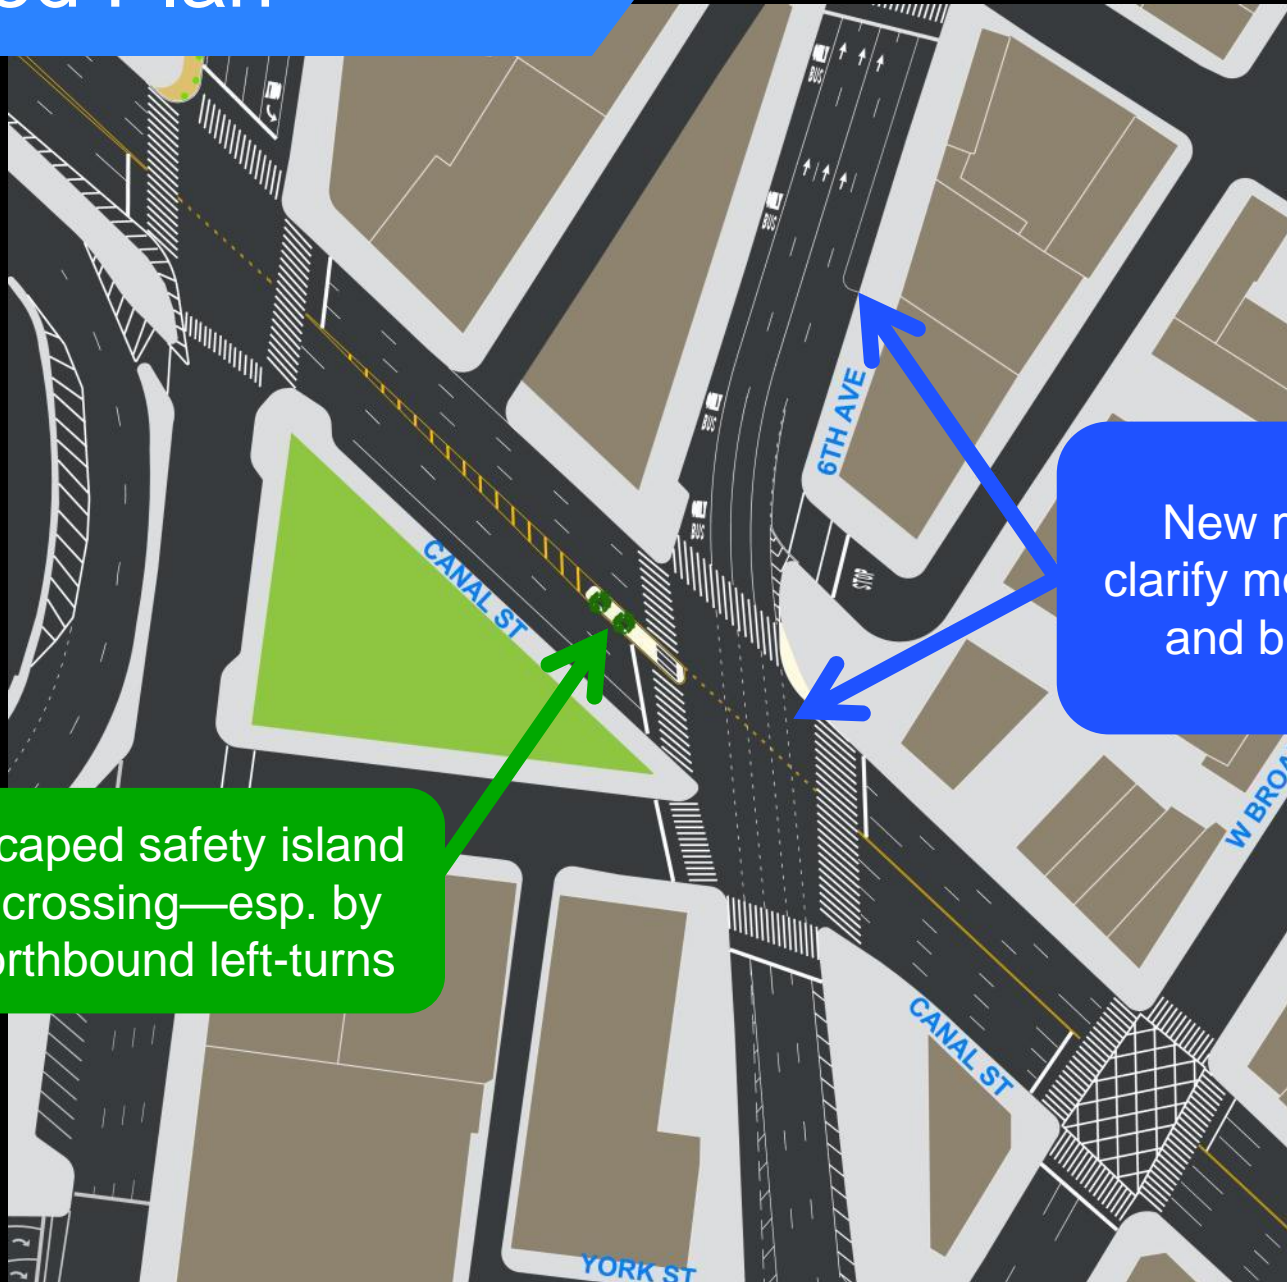 Plan
BUS
BUS
6TH AVE
BUS
BUS
STOP
New
clarify
and
CANAL ST
caped safety island
crossing—esp. by
orthbound left-turns
W BROA
CANAL ST
YORK ST